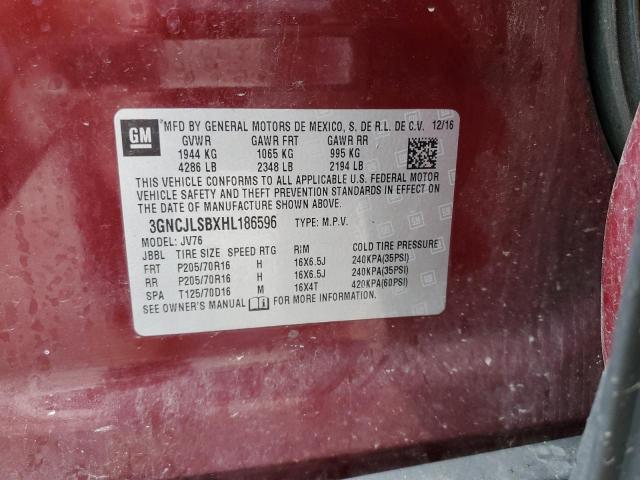 GM
MFD BY GENERAL MOTORS DE MEXICO, S. DE R.L. DE C.V. 12/16
GVWR GAWR FRT GAWR RR
1944 KG 1065 KG 995 KG
4286 LB 2348 LB 2194 LB
THIS VEHICLE CONFORMS TO ALL APPLICABLE U.S. FEDERAL MOTOR
VEHICLE SAFETY AND THEFT PREVENTION STANDARDS IN EFFECT ON
THE DATE OF MANUFACTURE SHOWN ABOVE.
3GNCJLSBXHL186596 TYPE: M.P.V.
MODEL: JV76
JBBL TIRE SIZE SPEED RTG RIM COLD TIRE PRESSURE
FRT P205/70R16 H 16X6.5J 240KPA(35PSI)
RR P205/70R16 H 16X6.5J 240KPA(35PSI)
SPA T125/70D16 M 16X4T 420KPA(60PSI)
SEE OWNER'S MANUAL FOR MORE INFORMATION.